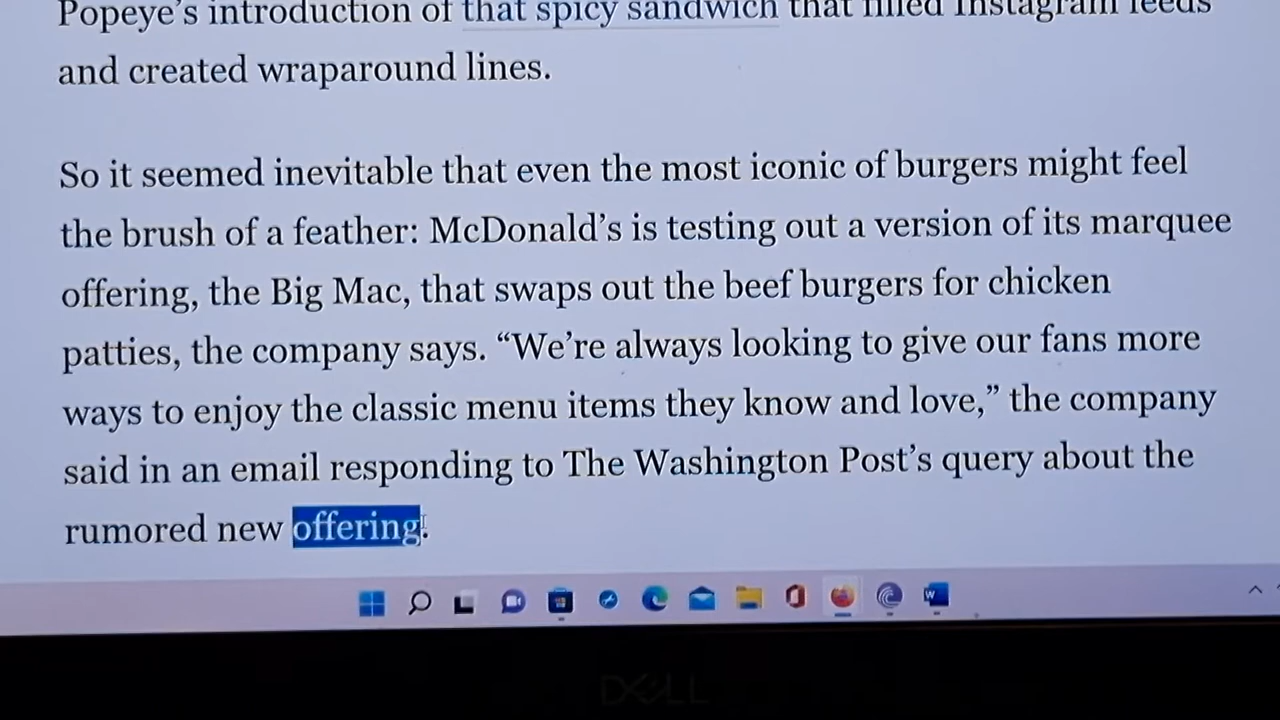 Popeye’s introduction of that spicy sandwich that filled Instagram feeds
and created wraparound lines.
So it seemed inevitable that even the most iconic of burgers might feel
the brush of a feather: McDonald’s is testing out a version of its marquee
offering, the Big Mac, that swaps out the beef burgers for chicken
patties, the company says. “We’re always looking to give our fans more
ways to enjoy the classic menu items they know and love,” the company
said in an email responding to The Washington Post’s query about the
rumored new offering.
DELL